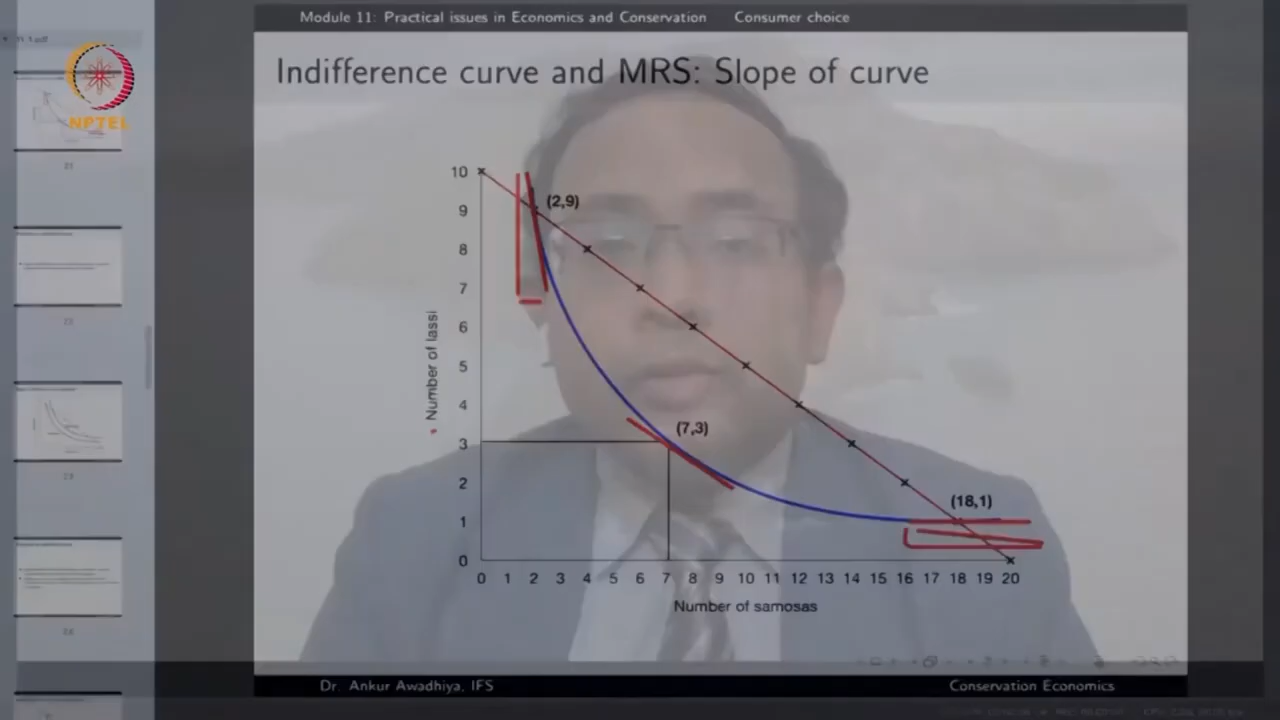 Module 11: Practical issues in Economics and Conservation Consumer choice
NPTEL
Indifference curve and MRS: Slope of curve
10
9
8
7
6
5
4
3
2
1
0
(2,9)
(7,3)
(18,1)
Number of lassi
0 1 2 3 4 5 6 7 8 9 10 11 12 13 14 15 16 17 18 19 20
Number of samosas
21
22
23
Dr. Ankur Awadhiya, IFS Conservation Economics